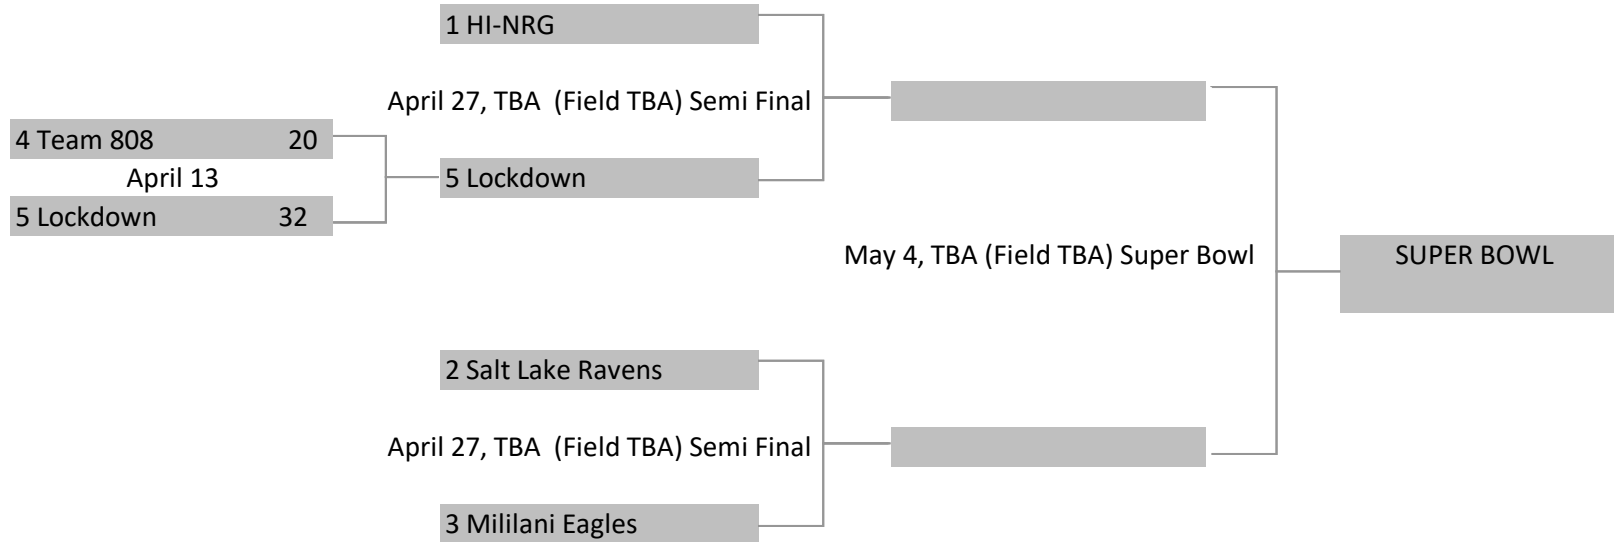 1 HI-NRG
April 27, TBA  (Field TBA) Semi Final
4 Team 808 20
April 13
5 Lockdown 32
5 Lockdown
May 4, TBA (Field TBA) Super Bowl
SUPER BOWL
2 Salt Lake Ravens
April 27, TBA  (Field TBA) Semi Final
3 Mililani Eagles